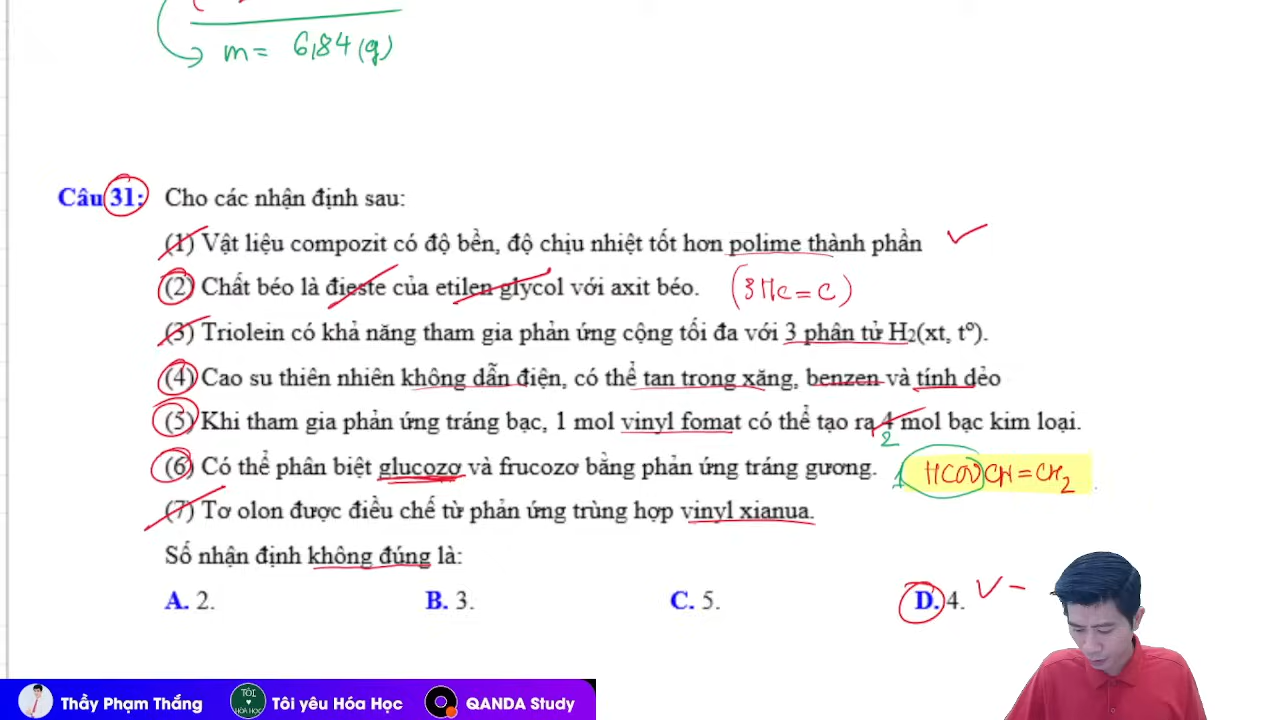 m = 6,84 (g)
Câu 31: Cho các nhận định sau:
(1) Vật liệu compozit có độ bền, độ chịu nhiệt tốt hơn polime thành phần
(2) Chất béo là đieste của etilen glycol với axit béo. (3πc=c)
(3) Triolein có khả năng tham gia phản ứng cộng tối đa với 3 phân tử H₂(xt, tº).
(4) Cao su thiên nhiên không dẫn điện, có thể tan trong xăng, benzen và tính dẻo
(5) Khi tham gia phản ứng tráng bạc, 1 mol vinyl fomat có thể tạo ra 4 mol bạc kim loại.
2
(6) Có thể phân biệt glucozơ và frucozơ bằng phản ứng tráng gương. HCOOCH=CH₂
(7) Tơ olon được điều chế từ phản ứng trùng hợp vinyl xianua.
Số nhận định không đúng là:
A. 2. B. 3. C. 5. D. 4.
Thầy Phạm Thắng TÔI HÓA HỌC Tôi yêu Hóa Học QANDA Study